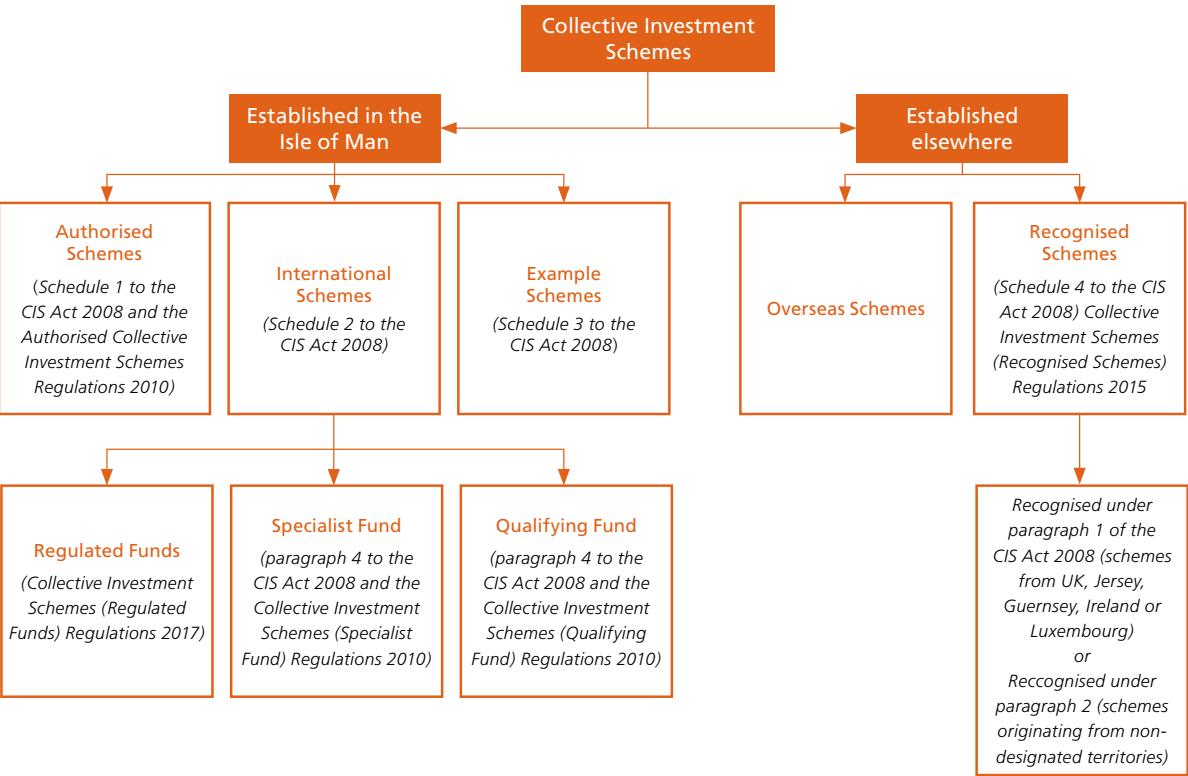 Collective Investment
Schemes
Established in the
Isle of Man
Established
elsewhere
Authorised
Schemes
(Schedule 1 to the
CIS Act 2008 and the
Authorised Collective
Investment Schemes
Regulations 2010)
International
Schemes
(Schedule 2 to the
CIS Act 2008)
Example
Schemes
(Schedule 3 to the
CIS Act 2008)
Overseas Schemes
Recognised
Schemes
(Schedule 4 to the CIS
Act 2008) Collective
Investment Schemes
(Recognised Schemes)
Regulations 2015
Regulated Funds
(Collective Investment
Schemes (Regulated
Funds) Regulations 2017)
Specialist Fund
(paragraph 4 to the
CIS Act 2008 and the
Collective Investment
Schemes (Specialist
Fund) Regulations 2010)
Qualifying Fund
(paragraph 4 to the
CIS Act 2008 and the
Collective Investment
Schemes (Qualifying
Fund) Regulations 2010)
Recognised under
paragraph 1 of the
CIS Act 2008 (schemes
from UK, Jersey,
Guernsey, Ireland or
Luxembourg)
or
Reccognised under
paragraph 2 (schemes
originating from non-
designated territories)